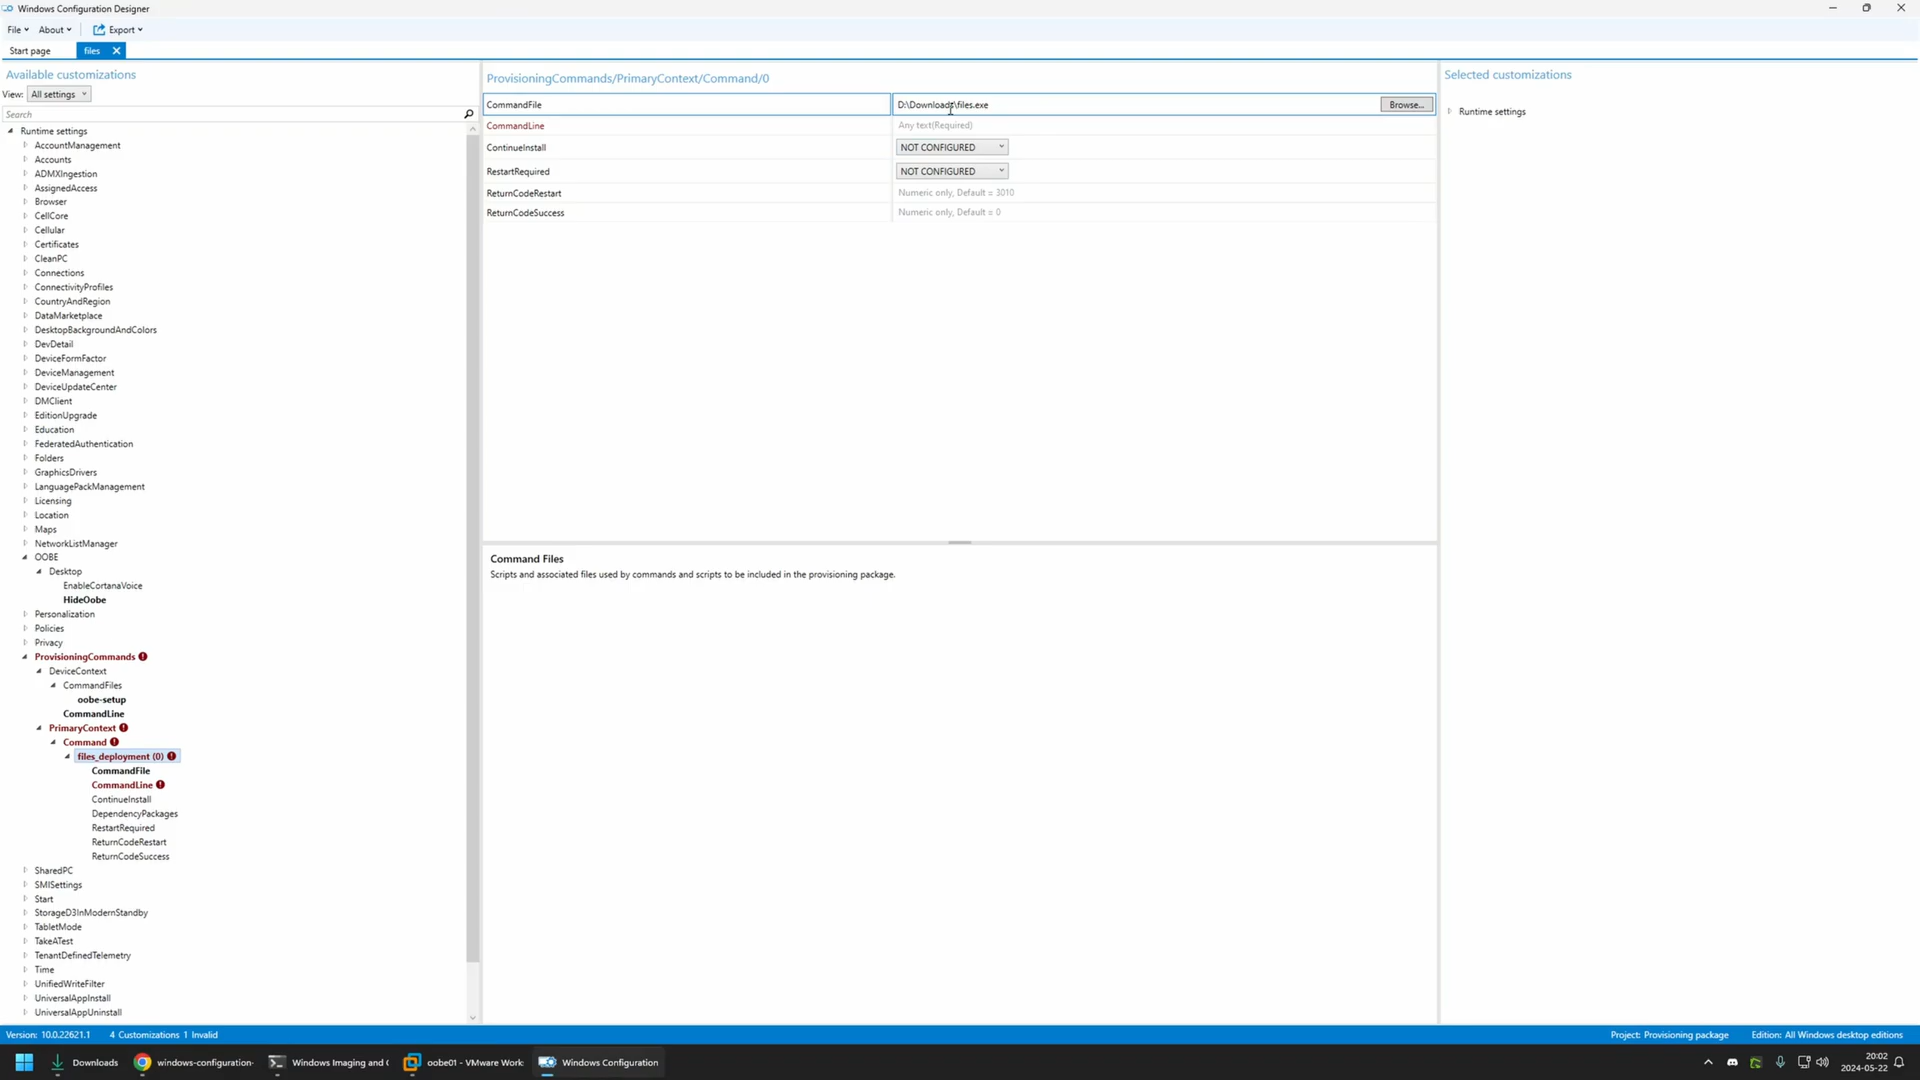 Windows Configuration Designer
File
About
Export
Start page
files
Available customizations
View: All settings
Search
Runtime settings
AccountManagement
Accounts
ADMXIngestion
AssignedAccess
Browser
CellCore
Cellular
Certificates
CleanPC
Connections
ConnectivityProfiles
CountryAndRegion
DataMarketplace
DesktopBackgroundAndColors
DevDetail
DeviceFormFactor
DeviceManagement
DeviceUpdateCenter
DMClient
EditionUpgrade
Education
FederatedAuthentication
Folders
GraphicsDrivers
LanguagePackManagement
Licensing
Location
Maps
NetworkListManager
OOBE
Desktop
EnableCortanaVoice
HideOobe
Personalization
Policies
Privacy
ProvisioningCommands
DeviceContext
CommandFiles
oobe-setup
CommandLine
PrimaryContext
Command
files_deployment (0)
CommandFile
CommandLine
ContinueInstall
DependencyPackages
RestartRequired
ReturnCodeRestart
ReturnCodeSuccess
SharedPC
SMISettings
Start
StorageD3InModernStandby
TabletMode
TakeATest
TenantDefinedTelemetry
Time
UnifiedWriteFilter
UniversalAppInstall
UniversalAppUninstall
ProvisioningCommands/PrimaryContext/Command/0
CommandFile D:\Downloads\files.exe Browse...
CommandLine Any text(Required)
ContinueInstall NOT CONFIGURED
RestartRequired NOT CONFIGURED
ReturnCodeRestart Numeric only, Default = 3010
ReturnCodeSuccess Numeric only, Default = 0
Command Files
Scripts and associated files used by commands and scripts to be included in the provisioning package.
Selected customizations
Runtime settings
Version: 10.0.22621.1 4 Customizations 1 Invalid
Project: Provisioning package Edition: All Windows desktop editions
Downloads
windows-configuration-
Windows Imaging and C
oobe01 - VMware Work
Windows Configuration
20:02
2024-05-22